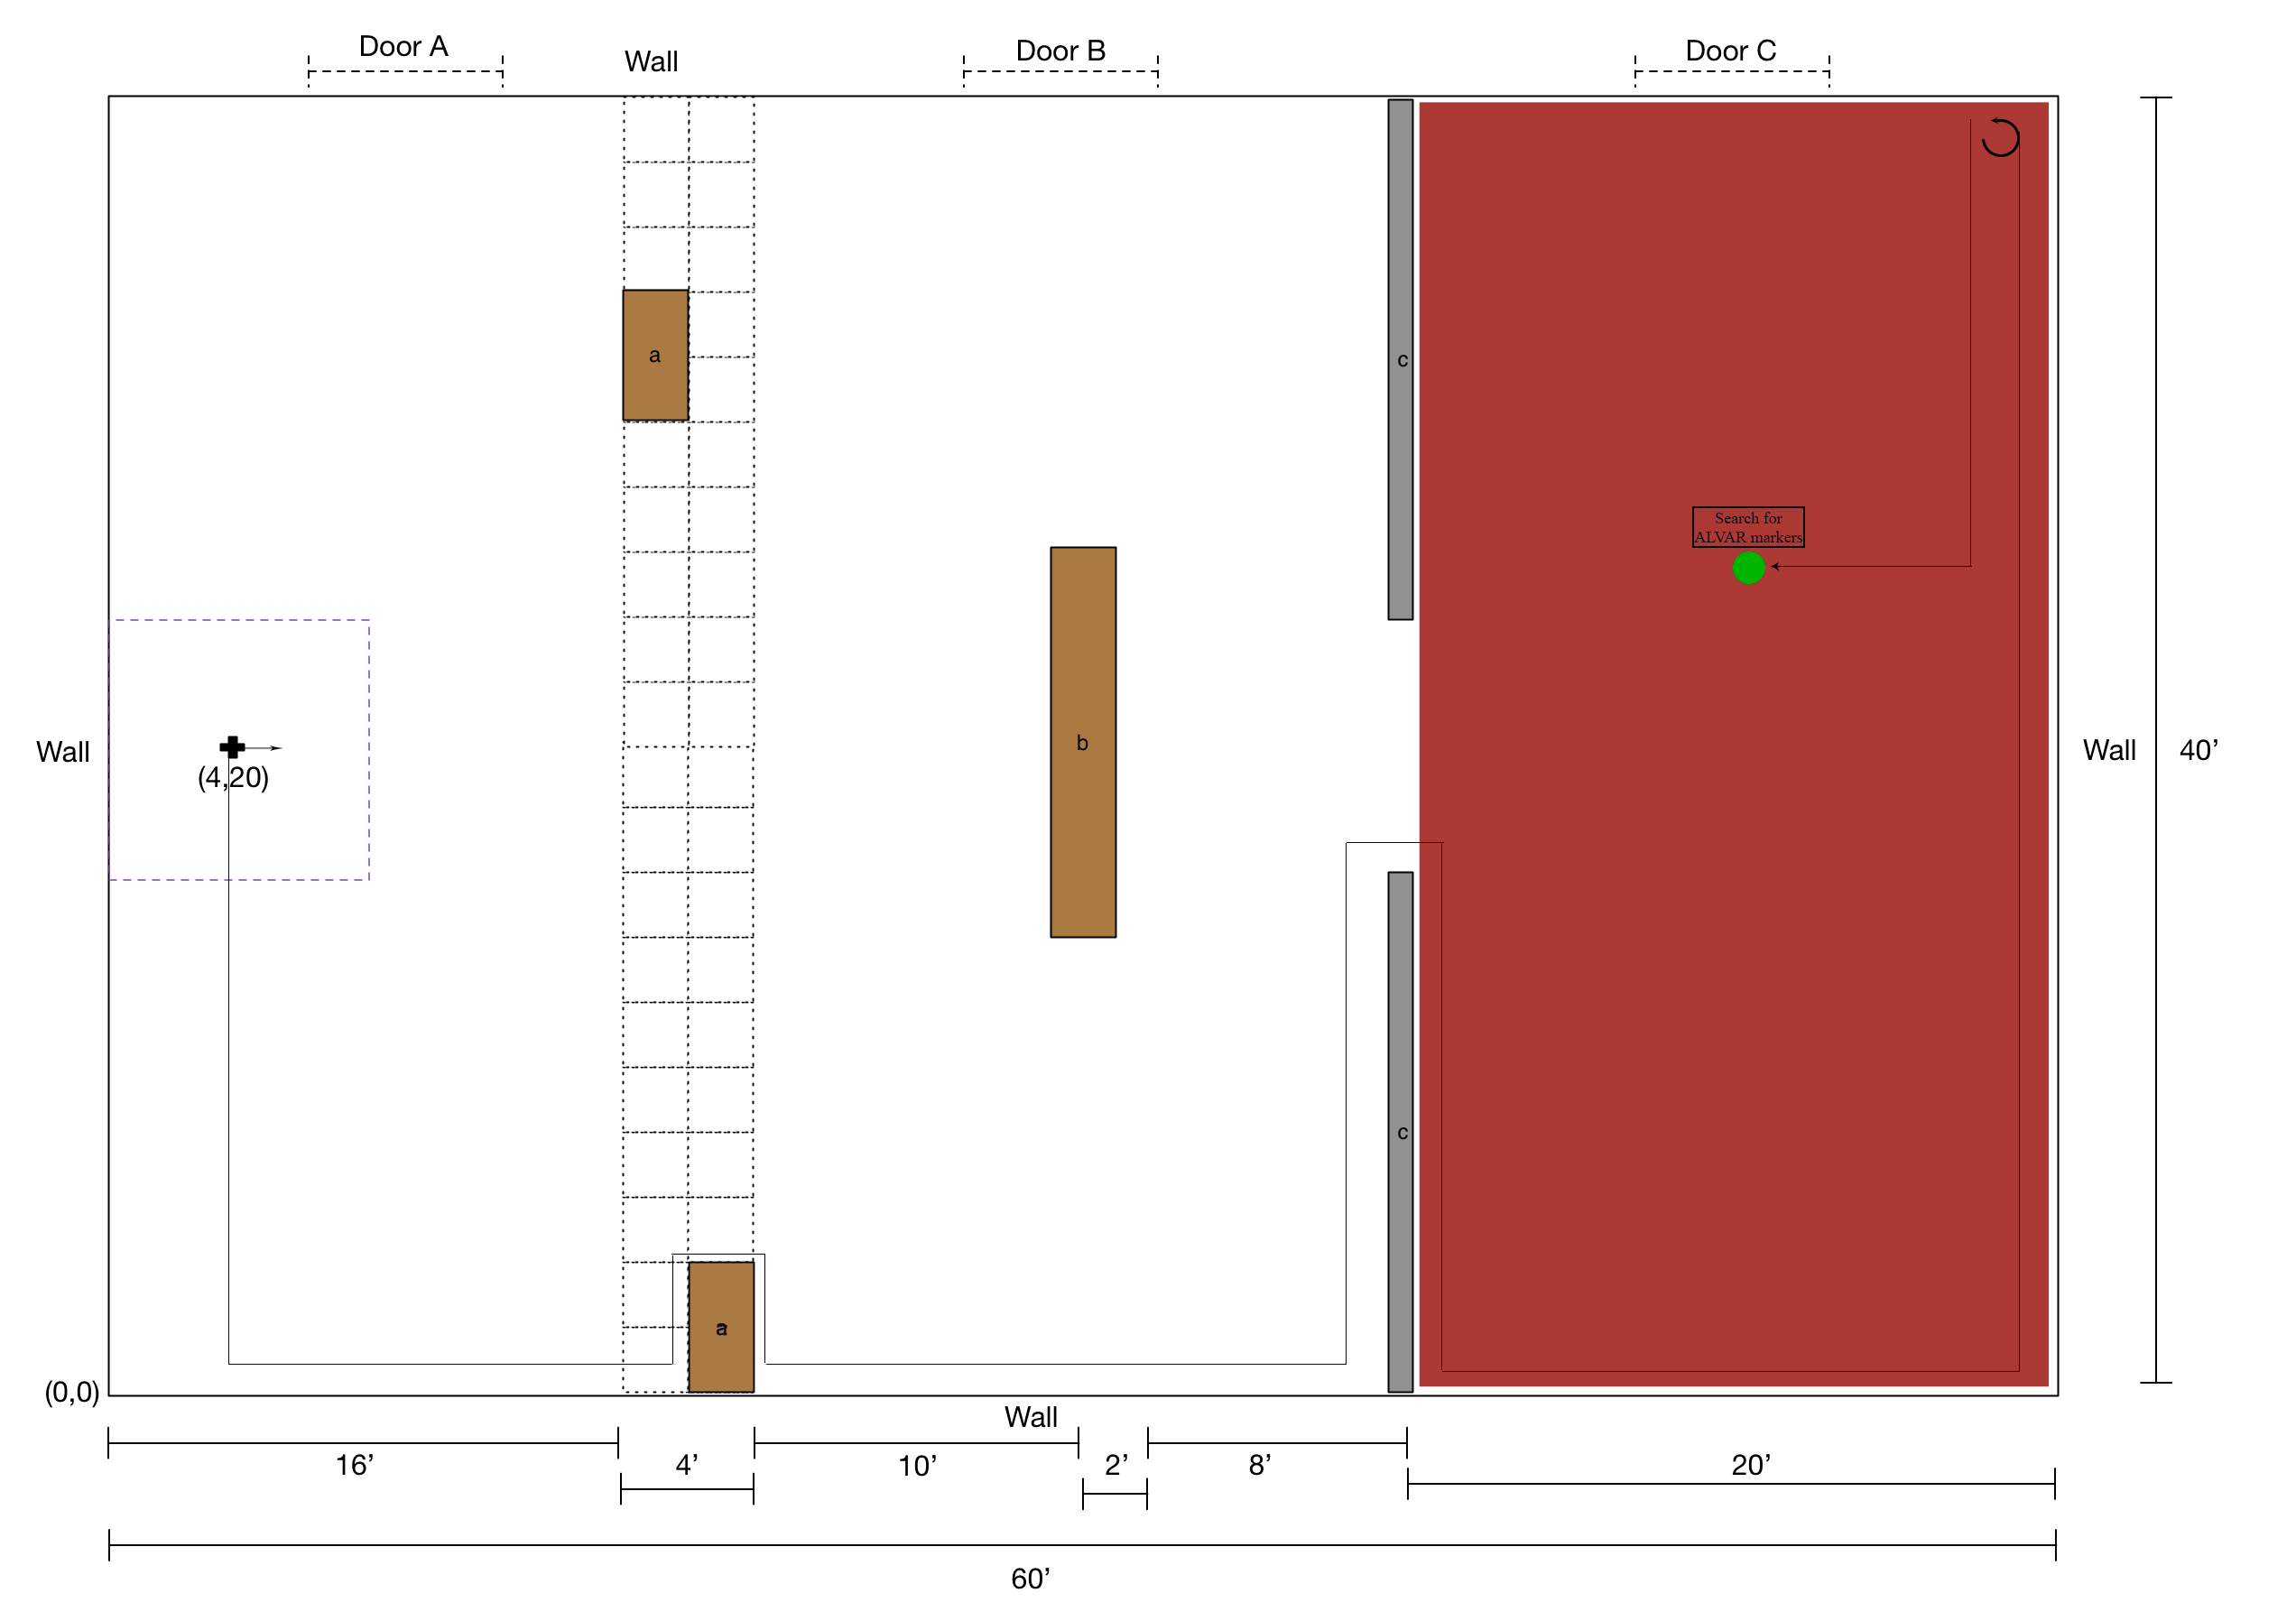 Door A
Wall
Door B
Door C
a
c
Search for
ALVAR markers
b
Wall
(4,20)
Wall
40’
c
a
(0,0)
Wall
16’
4’
10’
2’
8’
20’
60’